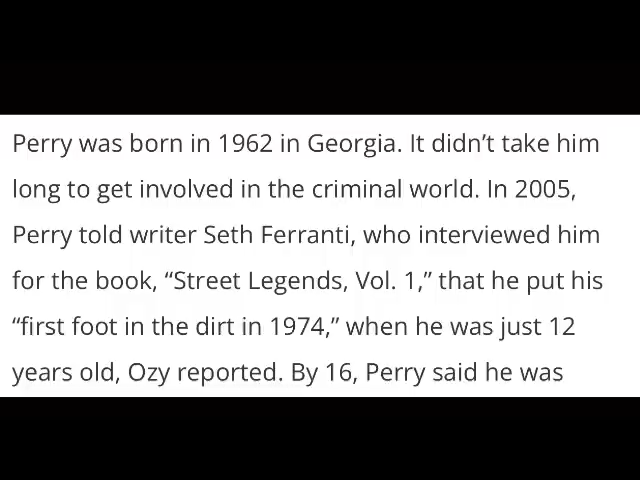 Perry was born in 1962 in Georgia. It didn’t take him
long to get involved in the criminal world. In 2005,
Perry told writer Seth Ferranti, who interviewed him
for the book, “Street Legends, Vol. 1,” that he put his
“first foot in the dirt in 1974,” when he was just 12
years old, Ozy reported. By 16, Perry said he was